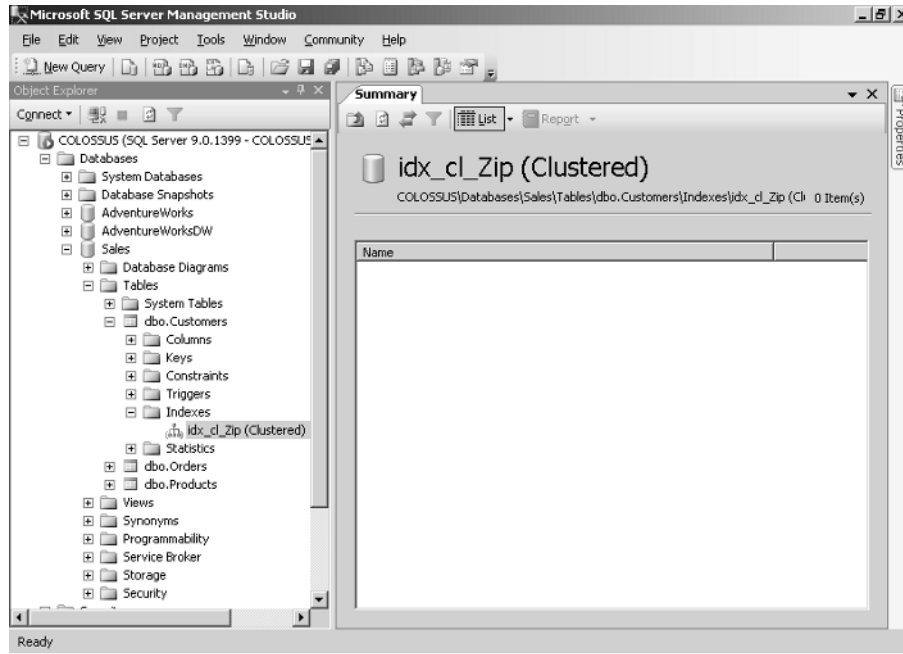 Microsoft SQL Server Management Studio
File Edit View Project Tools Window Community Help
New Query
Object Explorer
Connect
COLOSSUS (SQL Server 9.0.1399 - COLOSSUS
Databases
System Databases
Database Snapshots
AdventureWorks
AdventureWorksDW
Sales
Database Diagrams
Tables
System Tables
dbo.Customers
Columns
Keys
Constraints
Triggers
Indexes
idx_cl_Zip (Clustered)
Statistics
dbo.Orders
dbo.Products
Views
Synonyms
Programmability
Service Broker
Storage
Security
Summary
List Report
idx_cl_Zip (Clustered)
COLOSSUS\Databases\Sales\Tables\dbo.Customers\Indexes\idx_cl_Zip (Cl 0 Item(s)
Name
Properties
Ready